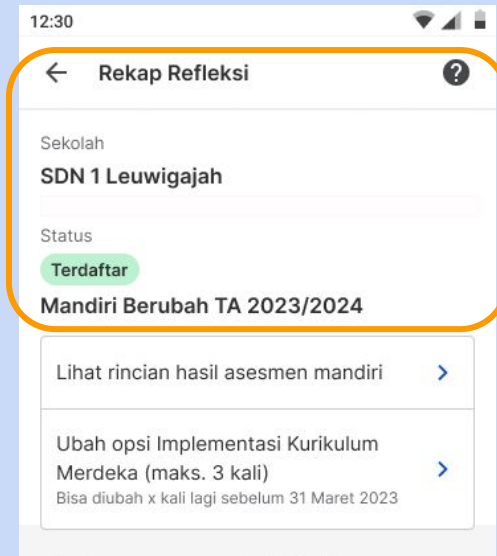 12:30
Rekap Refleksi
?
Sekolah
SDN 1 Leuwigajah
Status
Terdaftar
Mandiri Berubah TA 2023/2024
Lihat rincian hasil asesmen mandiri
Ubah opsi Implementasi Kurikulum
Merdeka (maks. 3 kali)
Bisa diubah x kali lagi sebelum 31 Maret 2023